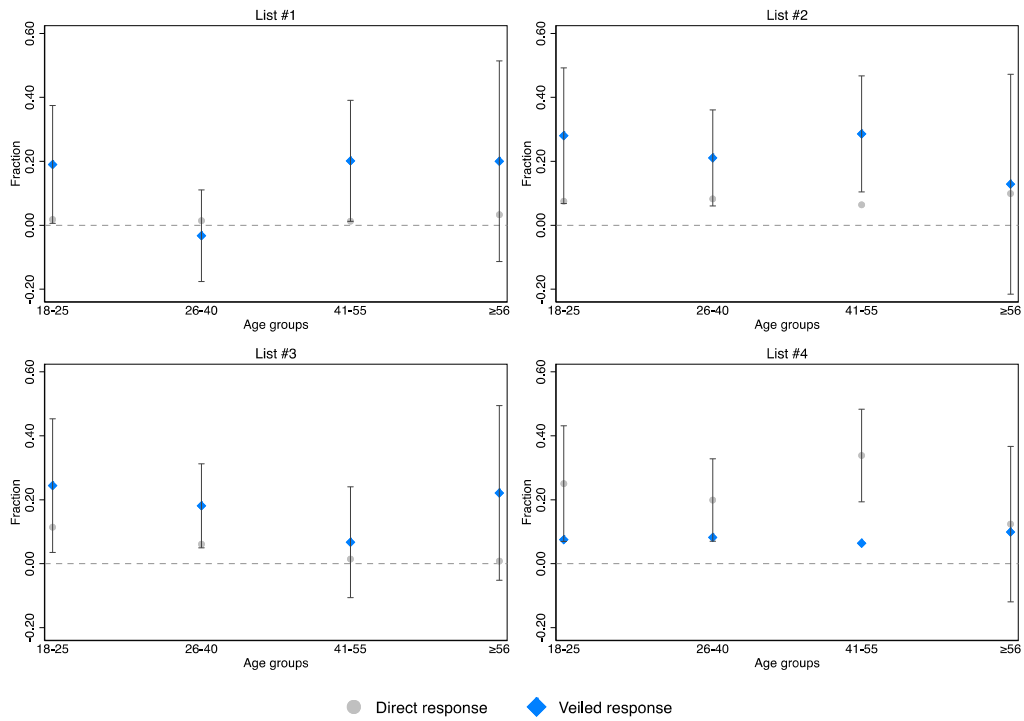 List #1
Fraction
-0.20 0.00 0.20 0.40 0.60
18-25 26-40 41-55 ≥56
Age groups
List #2
Fraction
-0.20 0.00 0.20 0.40 0.60
18-25 26-40 41-55 ≥56
Age groups
List #3
Fraction
-0.20 0.00 0.20 0.40 0.60
18-25 26-40 41-55 ≥56
Age groups
List #4
Fraction
-0.20 0.00 0.20 0.40 0.60
18-25 26-40 41-55 ≥56
Age groups
Direct response Veiled response